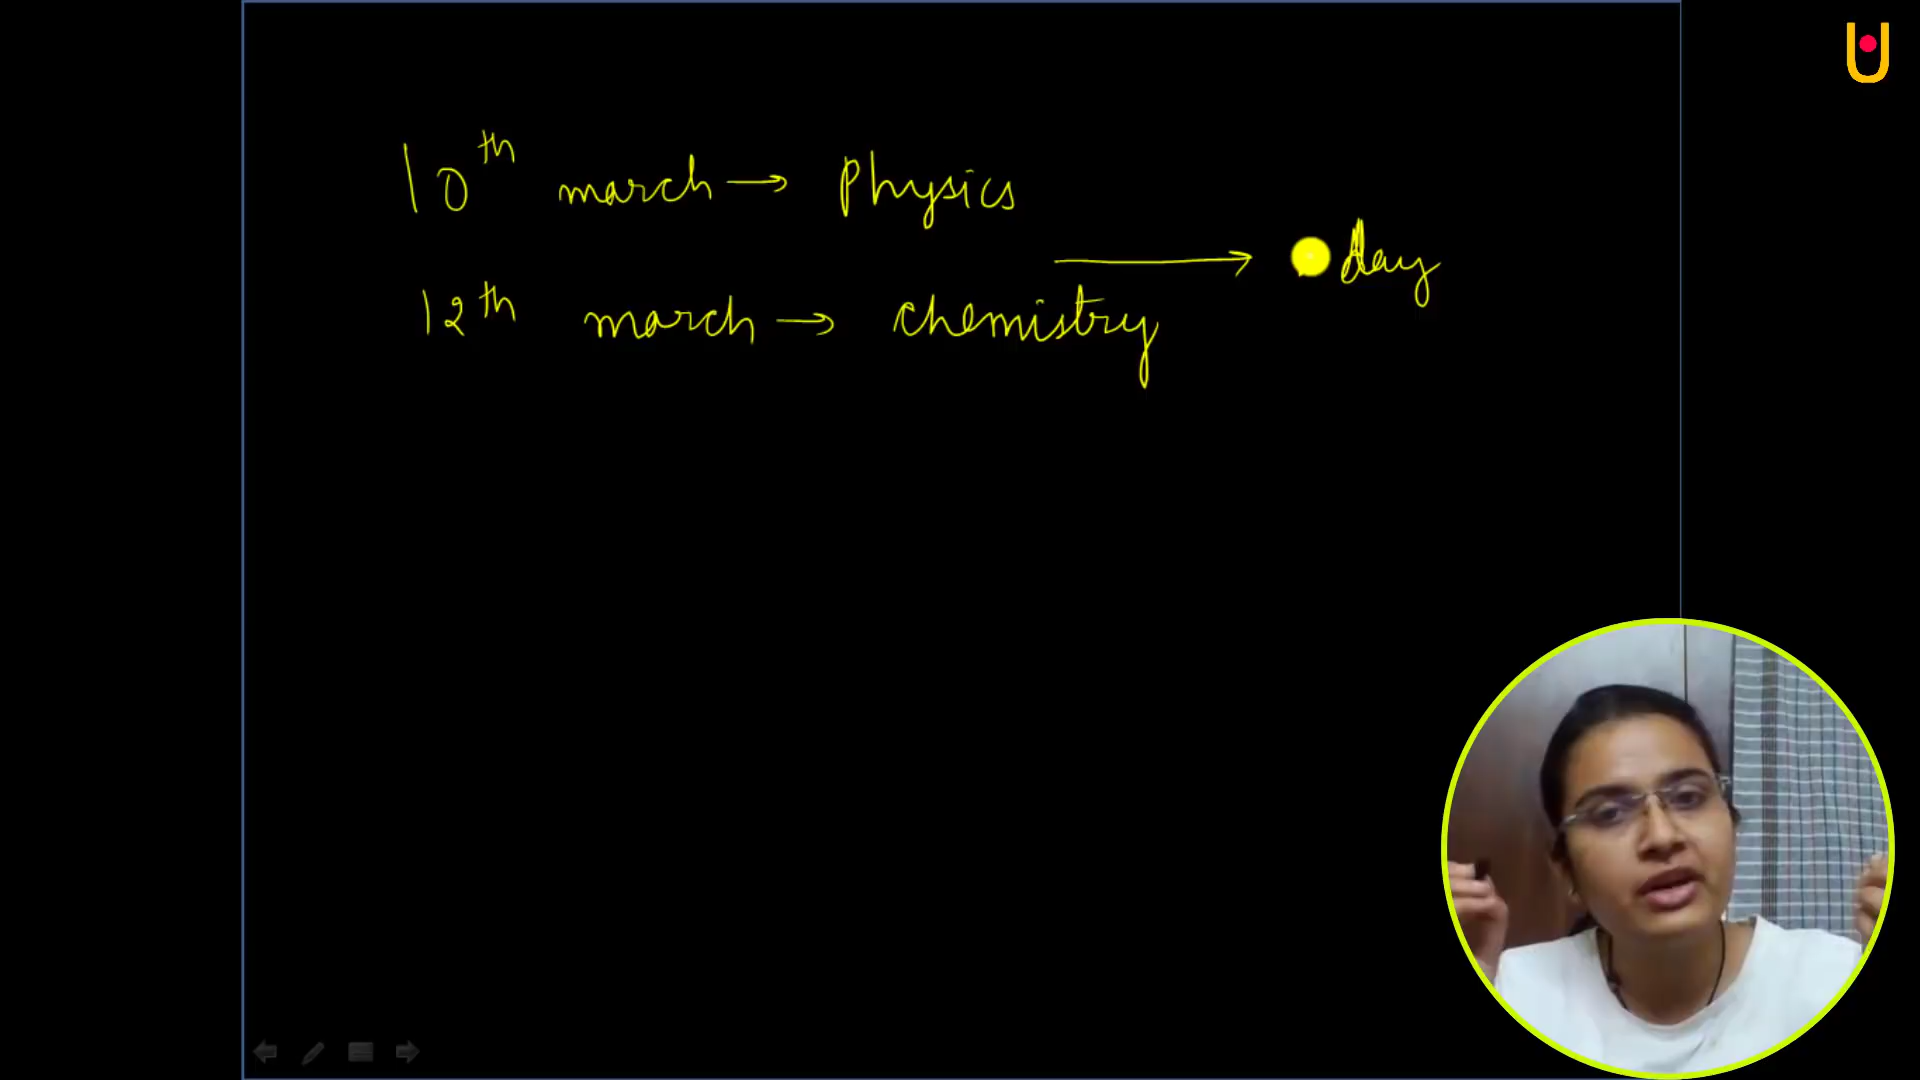 10th march → Physics
→ day
12th march → chemistry